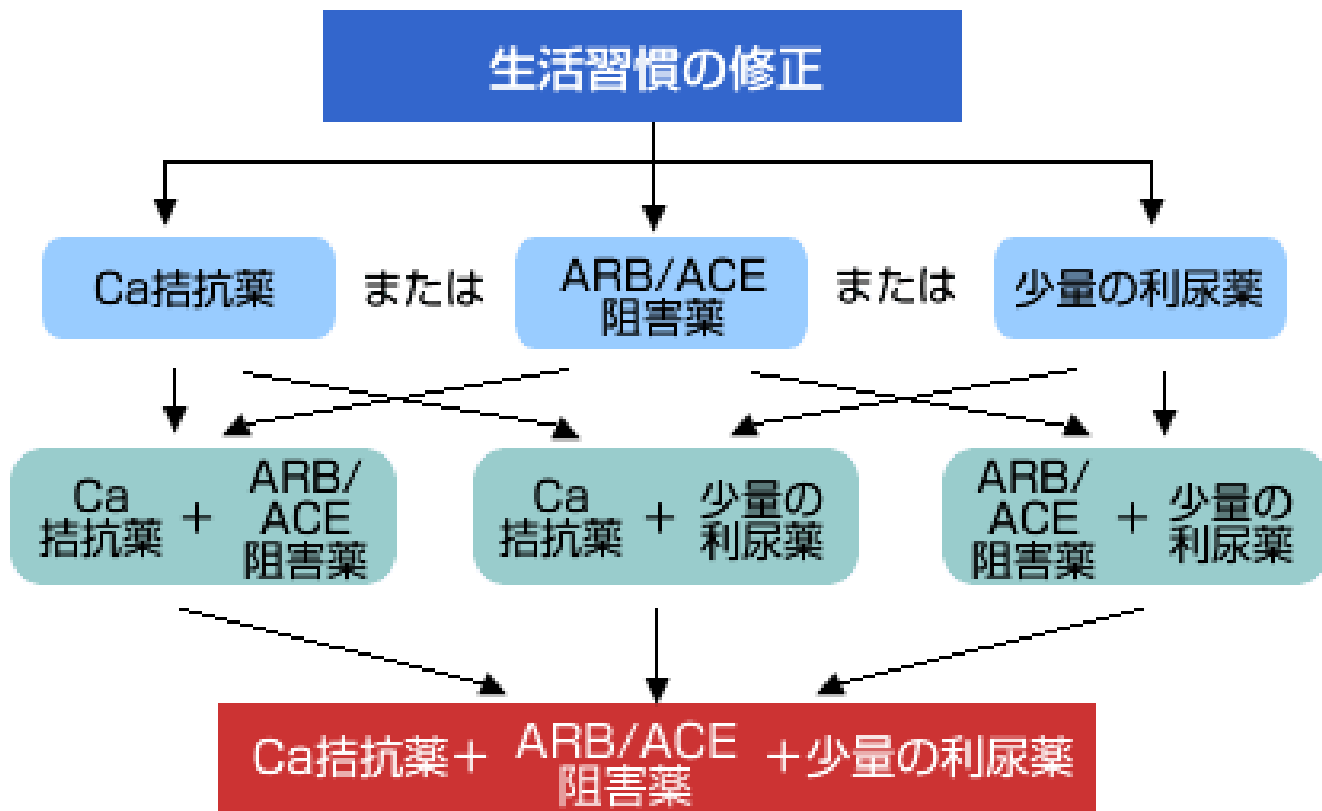 生活習慣の修正
Ca拮抗薬 または ARB/ACE または 少量の利尿薬
阻害薬
Ca
拮抗薬
+
ARB/
ACE
阻害薬
Ca
拮抗薬
+
少量の
利尿薬
ARB/
ACE
阻害薬
+
少量の
利尿薬
Ca拮抗薬+ ARB/ACE +少量の利尿薬
阻害薬